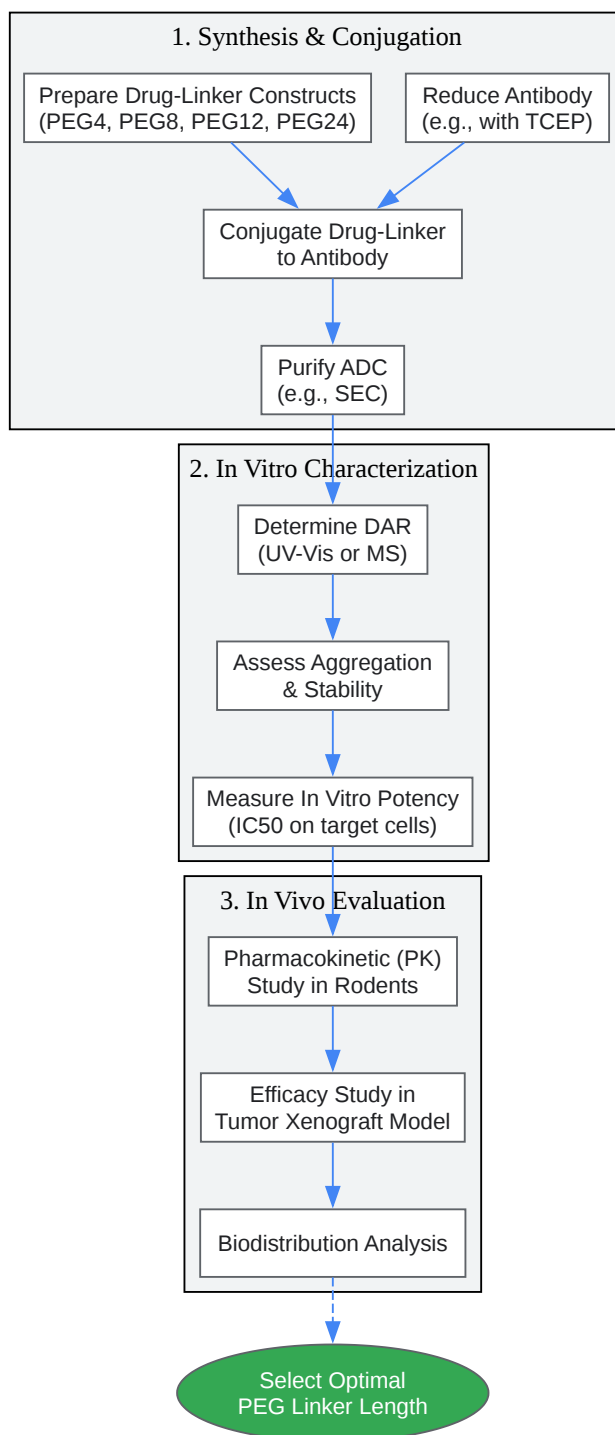 1. Synthesis & Conjugation
Prepare Drug-Linker Constructs
(PEG4, PEG8, PEG12, PEG24)
Reduce Antibody
(e.g., with TCEP)
Conjugate Drug-Linker
to Antibody
Purify ADC
(e.g., SEC)
2. In Vitro Characterization
Determine DAR
(UV-Vis or MS)
Assess Aggregation
& Stability
Measure In Vitro Potency
(IC50 on target cells)
3. In Vivo Evaluation
Pharmacokinetic (PK)
Study in Rodents
Efficacy Study in
Tumor Xenograft Model
Biodistribution Analysis
Select Optimal
PEG Linker Length